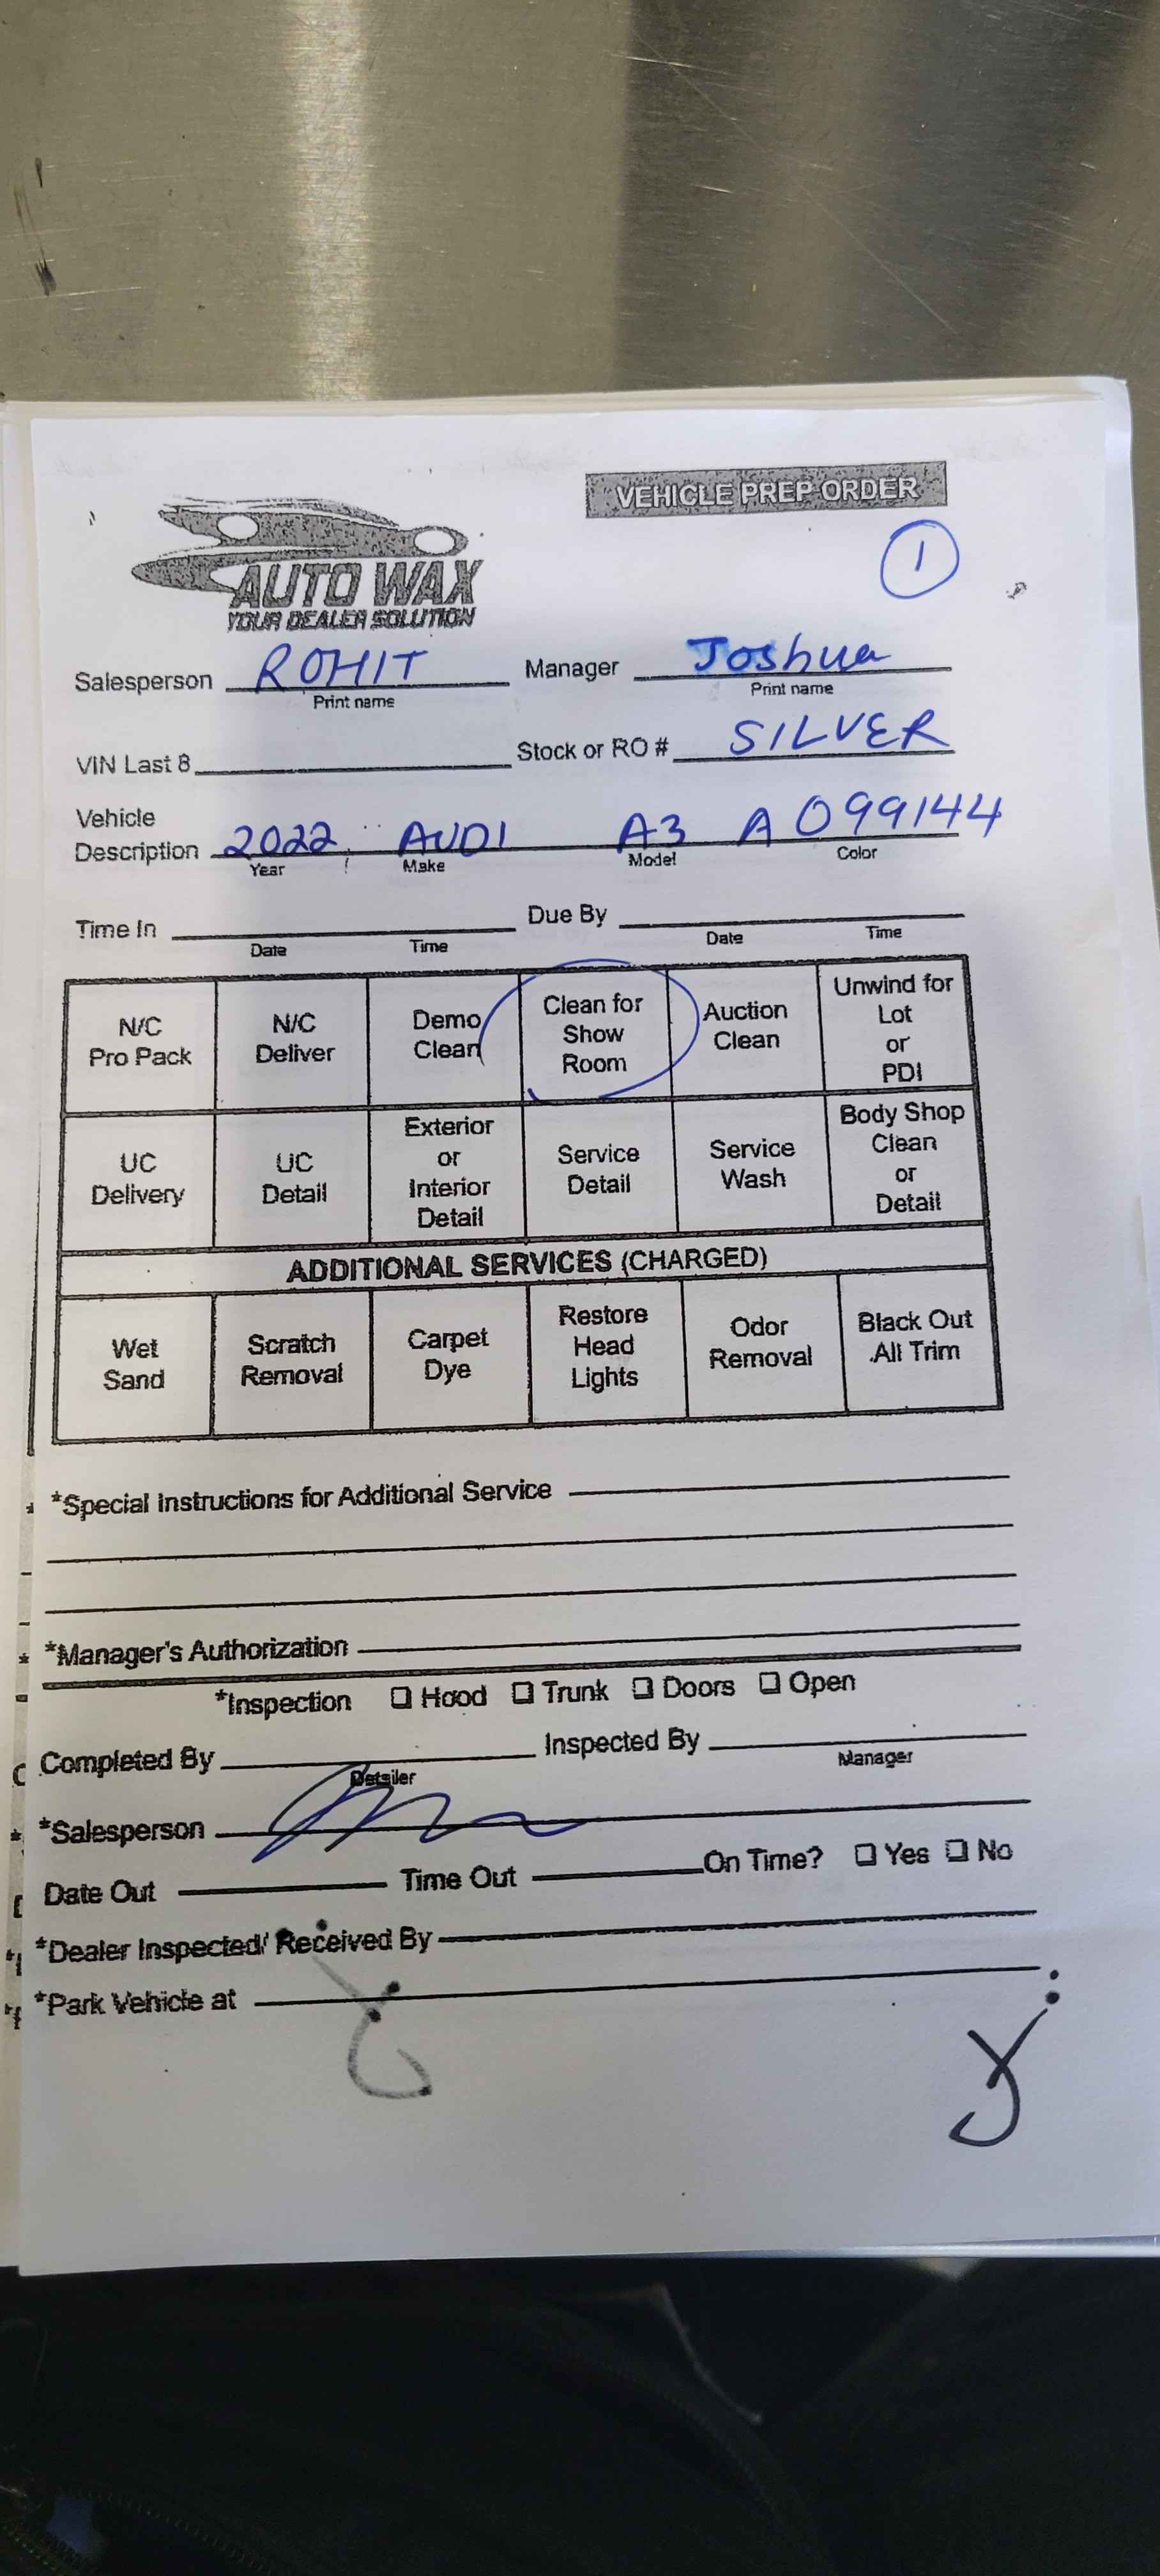 VEHICLE PREP ORDER
1
AUTO WAX
YOUR DEALER SOLUTION
Salesperson ROHIT Manager Joshua
Print name Print name
VIN Last 8 Stock or RO # SILVER
Vehicle
Description 2022 AUDI A3 A099144
Year Make Model Color
Time In Due By
Date Time Date Time
N/C Pro Pack N/C Deliver Demo Clean Clean for Show Room Auction Clean Unwind for Lot or PDI
UC Delivery UC Detail Exterior or Interior Detail Service Detail Service Wash Body Shop Clean or Detail
ADDITIONAL SERVICES (CHARGED)
Wet Sand Scratch Removal Carpet Dye Restore Head Lights Odor Removal Black Out All Trim
*Special Instructions for Additional Service
*Manager's Authorization
*Inspection ☐ Hood ☐ Trunk ☐ Doors ☐ Open
Completed By Inspected By
Detailer Manager
*Salesperson
Date Out Time Out On Time? ☐ Yes ☐ No
*Dealer Inspected/ Received By
*Park Vehicle at